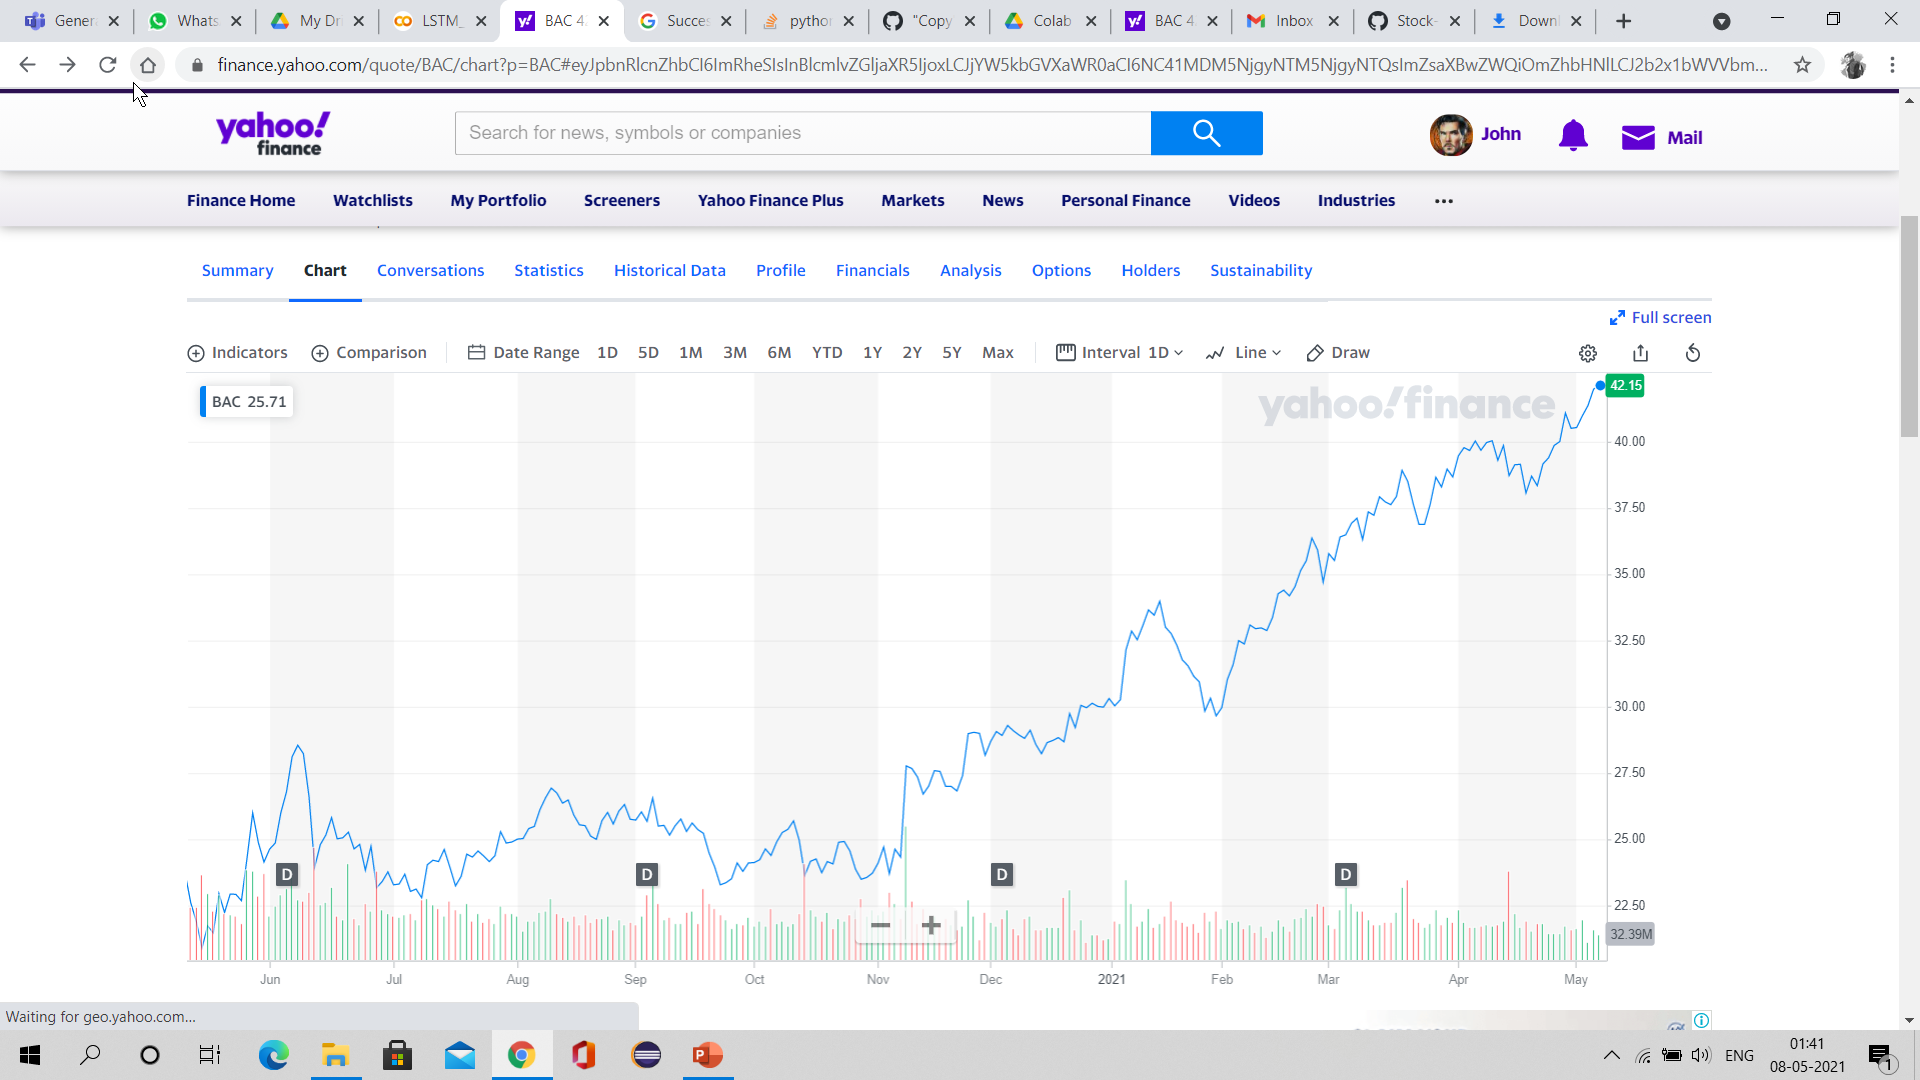 Gener
Whats
My Dri
LSTM_
BAC 4.
Succes
python
"Copy
Colab
BAC 4
Inbox
Stock-
Downl
finance.yahoo.com/quote/BAC/chart?p=BAC#
yahoo!
finance
Search for news, symbols or companies
John
Mail
Finance Home Watchlists My Portfolio Screeners Yahoo Finance Plus Markets News Personal Finance Videos Industries ...
Summary Chart Conversations Statistics Historical Data Profile Financials Analysis Options Holders Sustainability
Full screen
Indicators Comparison Date Range 1D 5D 1M 3M 6M YTD 1Y 2Y 5Y Max Interval 1D Line Draw
BAC 25.71
yahoo!finance
42.15
40.00
37.50
35.00
32.50
30.00
27.50
25.00
D D D D
22.50
32.39M
Jun Jul Aug Sep Oct Nov Dec 2021 Feb Mar Apr May
Waiting for geo.yahoo.com...
ENG
01:41
08-05-2021
1